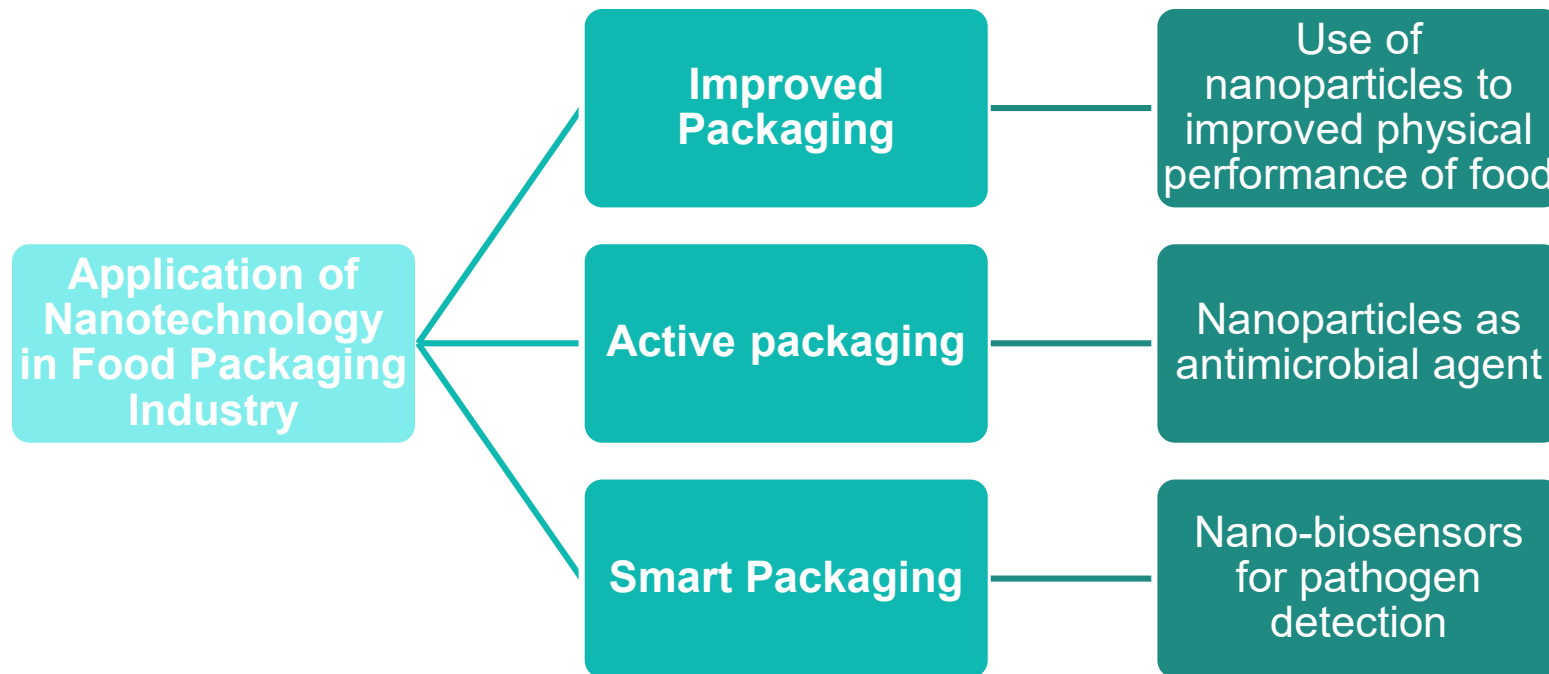 Application of
Nanotechnology
in Food Packaging
Industry
Improved
Packaging
Use of
nanoparticles to
improved physical
performance of food
Active packaging
Nanoparticles as
antimicrobial agent
Smart Packaging
Nano-biosensors
for pathogen
detection